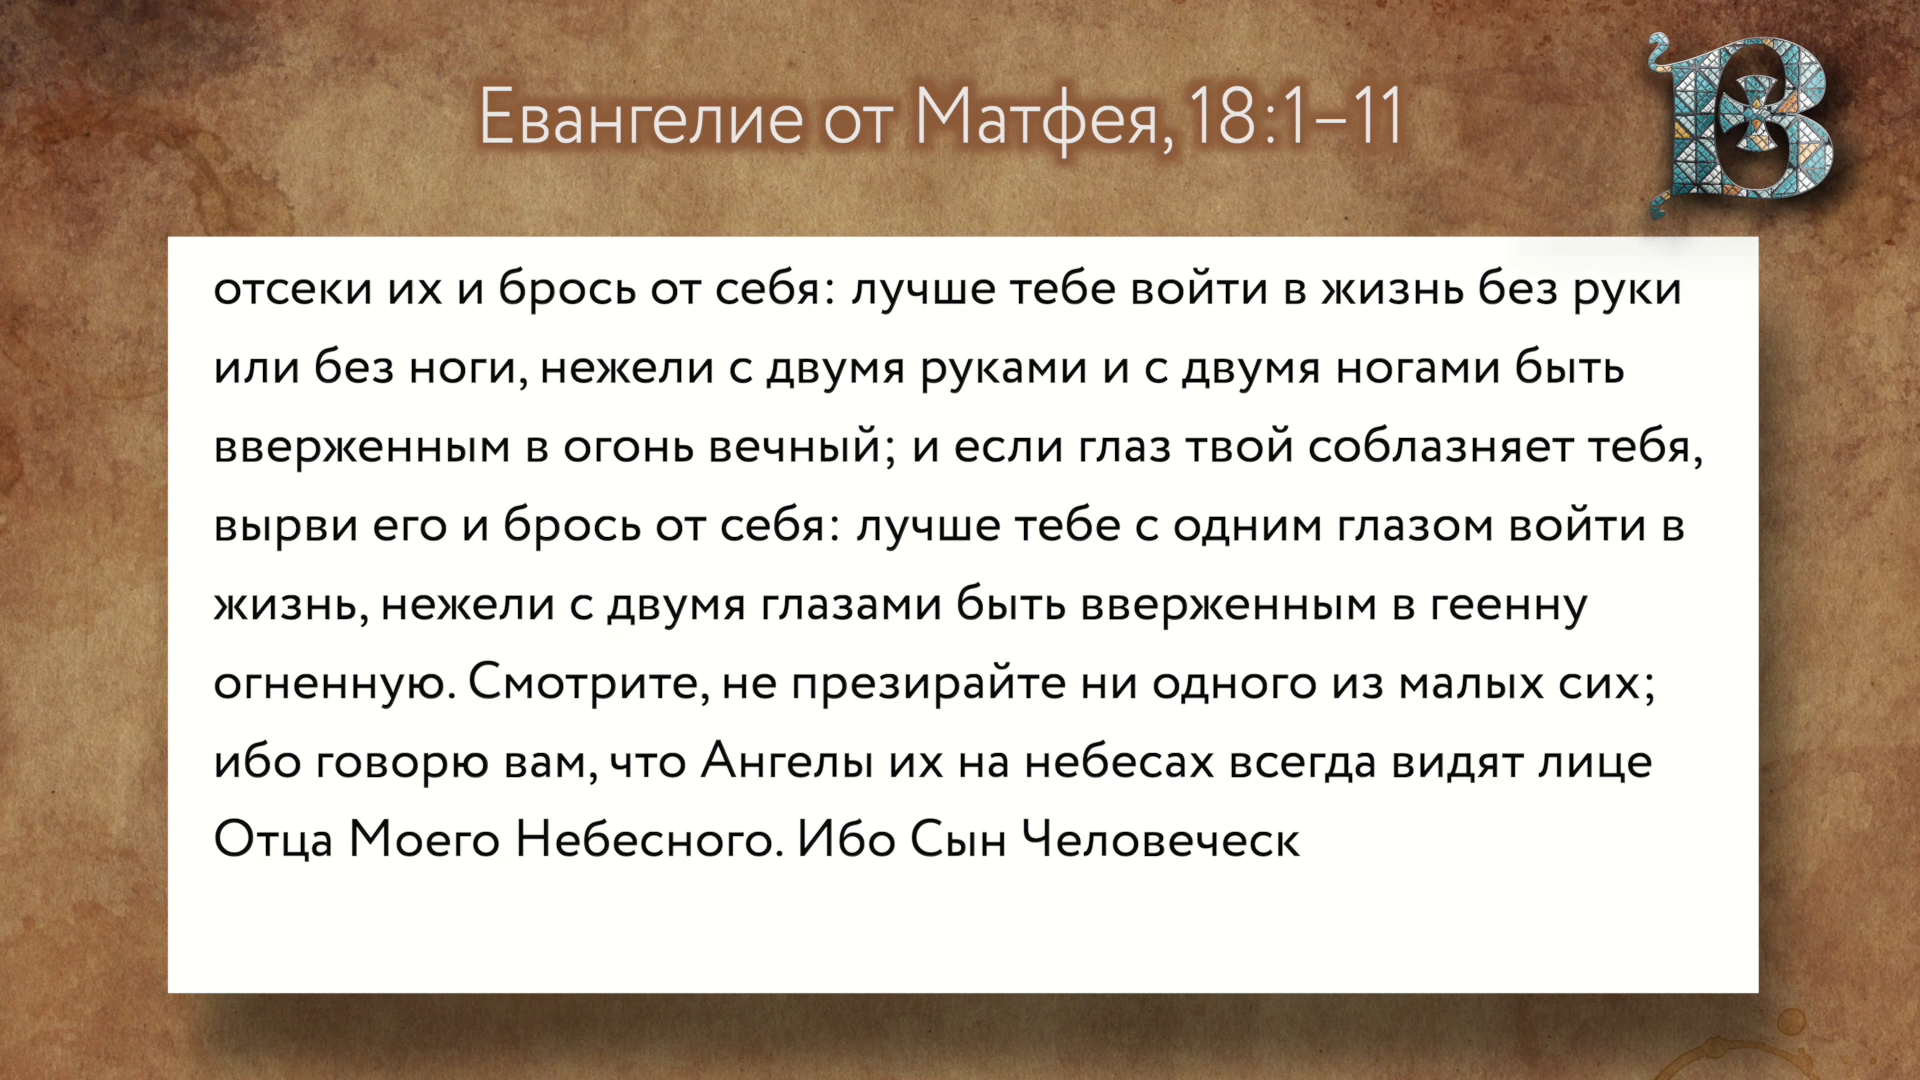 Евангелие от Матфея, 18:1–11
В
отсеки их и брось от себя: лучше тебе войти в жизнь без руки
или без ноги, нежели с двумя руками и с двумя ногами быть
вверженным в огонь вечный; и если глаз твой соблазняет тебя,
вырви его и брось от себя: лучше тебе с одним глазом войти в
жизнь, нежели с двумя глазами быть вверженным в геенну
огненную. Смотрите, не презирайте ни одного из малых сих;
ибо говорю вам, что Ангелы их на небесах всегда видят лице
Отца Моего Небесного. Ибо Сын Человеческ